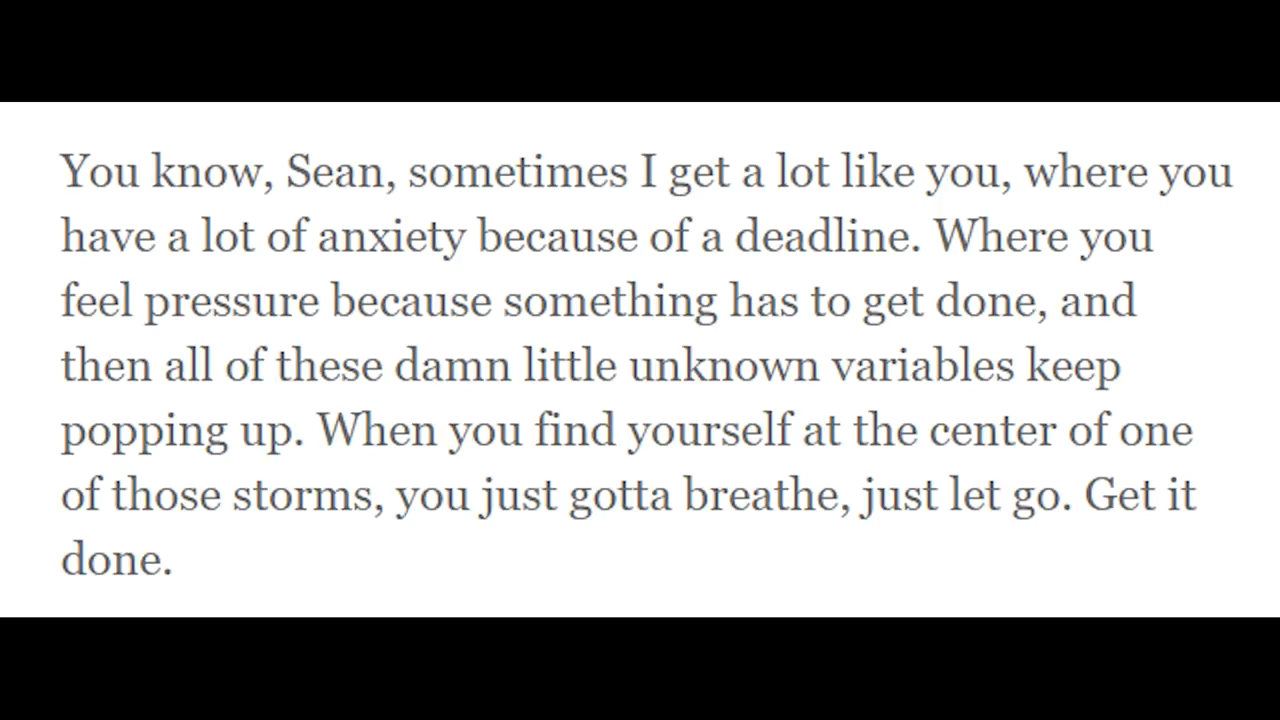 You know, Sean, sometimes I get a lot like you, where you
have a lot of anxiety because of a deadline. Where you
feel pressure because something has to get done, and
then all of these damn little unknown variables keep
popping up. When you find yourself at the center of one
of those storms, you just gotta breathe, just let go. Get it
done.